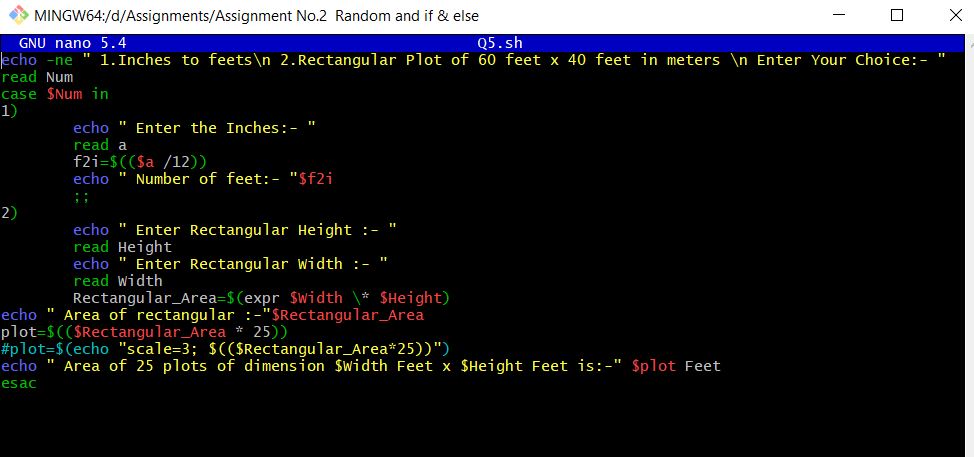 MINGW64:/d/Assignments/Assignment No.2 Random and if & else
GNU nano 5.4 Q5.sh
echo -ne " 1.Inches to feets\n 2.Rectangular Plot of 60 feet x 40 feet in meters \n Enter Your Choice:- "
read Num
case $Num in
1)
echo " Enter the Inches:- "
read a
f2i=$(($a /12))
echo " Number of feet:- "$f2i
;;
2)
echo " Enter Rectangular Height :- "
read Height
echo " Enter Rectangular Width :- "
read Width
Rectangular_Area=$(expr $Width \* $Height)
echo " Area of rectangular :-"$Rectangular_Area
plot=$(($Rectangular_Area * 25))
#plot=$(echo "scale=3; $(($Rectangular_Area*25))")
echo " Area of 25 plots of dimension $Width Feet x $Height Feet is:-" $plot Feet
esac